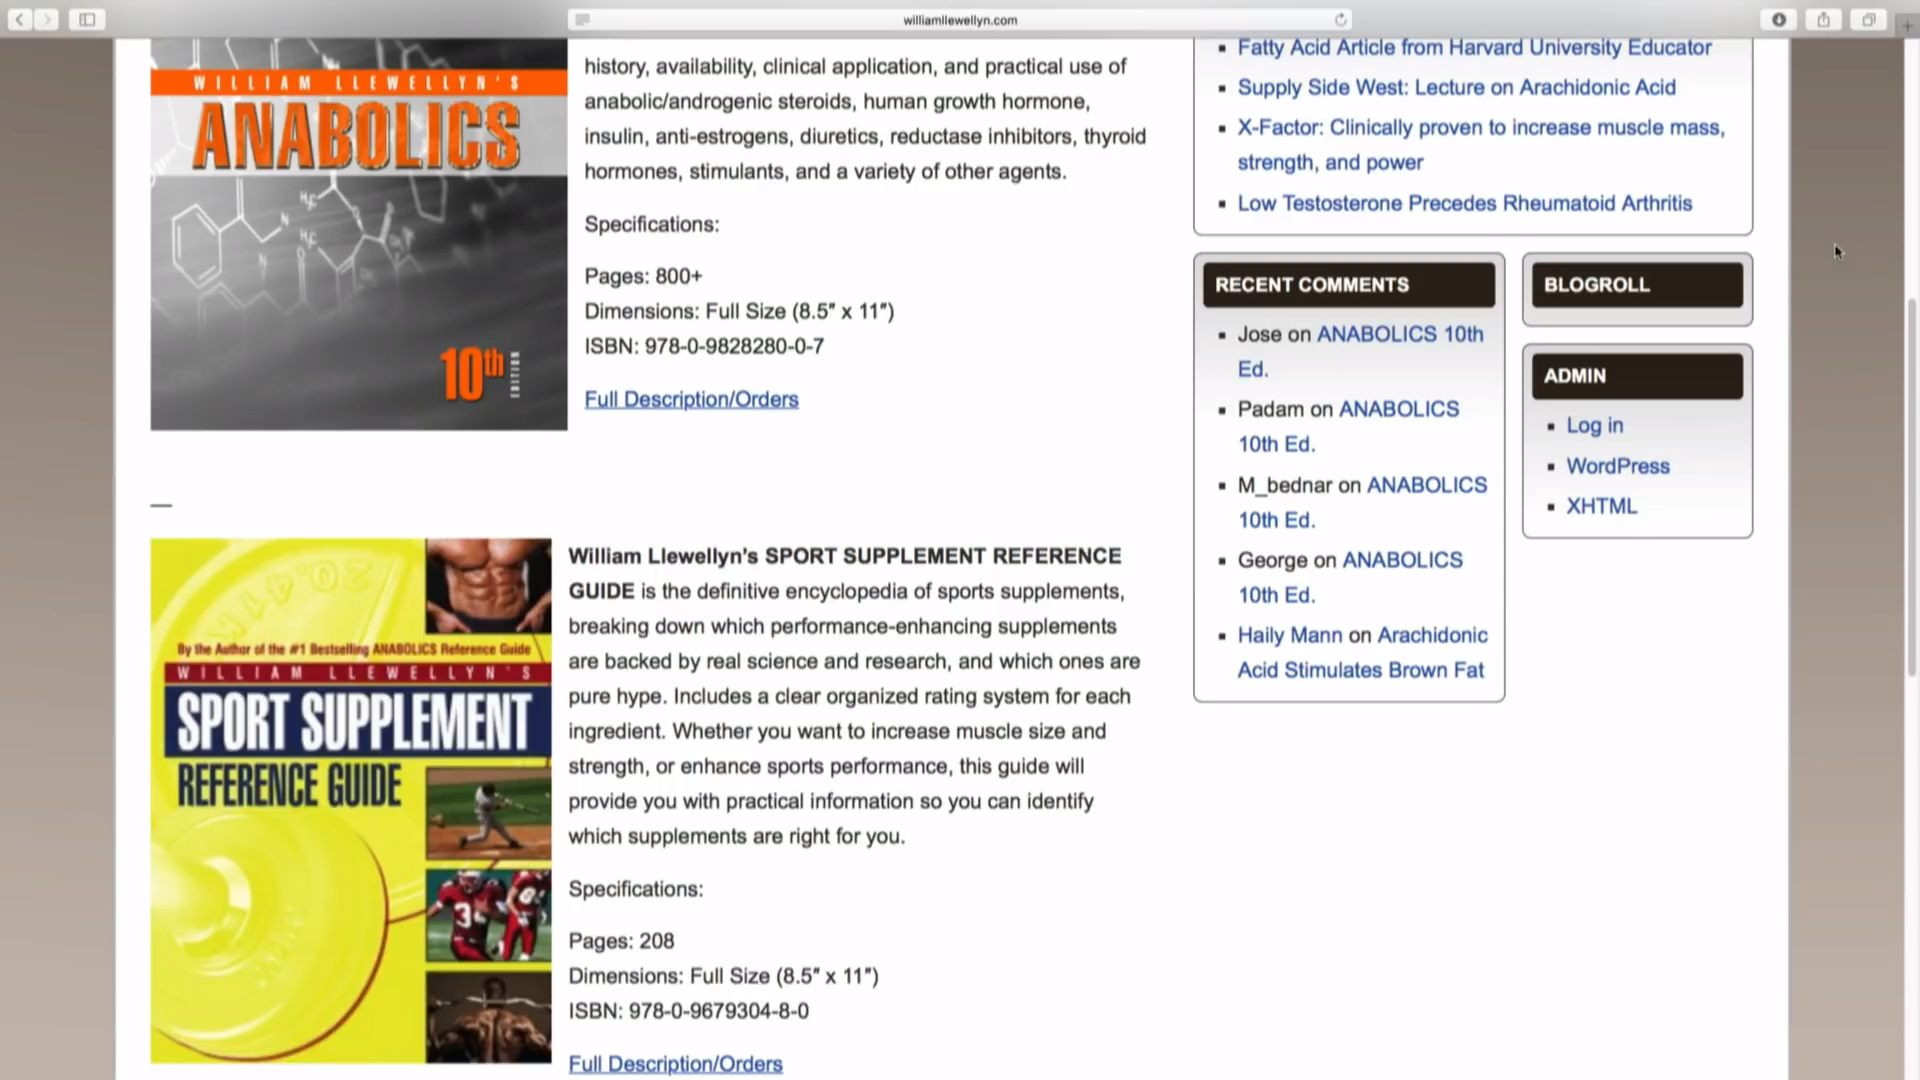 williamllewellyn.com
WILLIAM LLEWELLYN'S
ANABOLICS
10th
EDITION
history, availability, clinical application, and practical use of
anabolic/androgenic steroids, human growth hormone,
insulin, anti-estrogens, diuretics, reductase inhibitors, thyroid
hormones, stimulants, and a variety of other agents.
Specifications:
Pages: 800+
Dimensions: Full Size (8.5″ x 11″)
ISBN: 978-0-9828280-0-7
Full Description/Orders
—
By the Author of the #1 Bestselling ANABOLICS Reference Guide
WILLIAM LLEWELLYN'S
SPORT SUPPLEMENT
REFERENCE GUIDE
William Llewellyn's SPORT SUPPLEMENT REFERENCE
GUIDE is the definitive encyclopedia of sports supplements,
breaking down which performance-enhancing supplements
are backed by real science and research, and which ones are
pure hype. Includes a clear organized rating system for each
ingredient. Whether you want to increase muscle size and
strength, or enhance sports performance, this guide will
provide you with practical information so you can identify
which supplements are right for you.
Specifications:
Pages: 208
Dimensions: Full Size (8.5″ x 11″)
ISBN: 978-0-9679304-8-0
Full Description/Orders
Fatty Acid Article from Harvard University Educator
Supply Side West: Lecture on Arachidonic Acid
X-Factor: Clinically proven to increase muscle mass,
strength, and power
Low Testosterone Precedes Rheumatoid Arthritis
RECENT COMMENTS
Jose on ANABOLICS 10th
Ed.
Padam on ANABOLICS
10th Ed.
M_bednar on ANABOLICS
10th Ed.
George on ANABOLICS
10th Ed.
Haily Mann on Arachidonic
Acid Stimulates Brown Fat
BLOGROLL
ADMIN
Log in
WordPress
XHTML